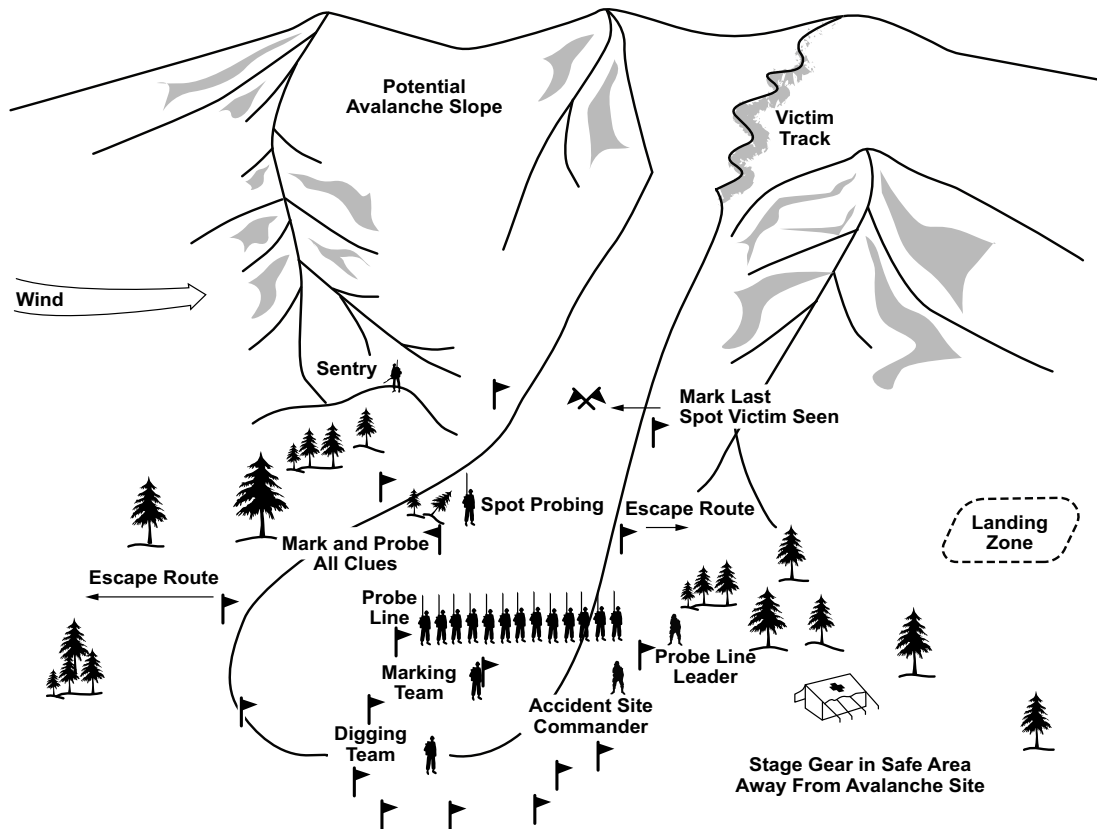 Potential
Avalanche Slope
Victim
Track
Wind
Sentry
Mark Last
Spot Victim Seen
Spot Probing
Escape Route
Landing
Zone
Mark and Probe
All Clues
Escape Route
Probe
Line
Probe Line
Leader
Marking
Team
Accident Site
Commander
Digging
Team
Stage Gear in Safe Area
Away From Avalanche Site